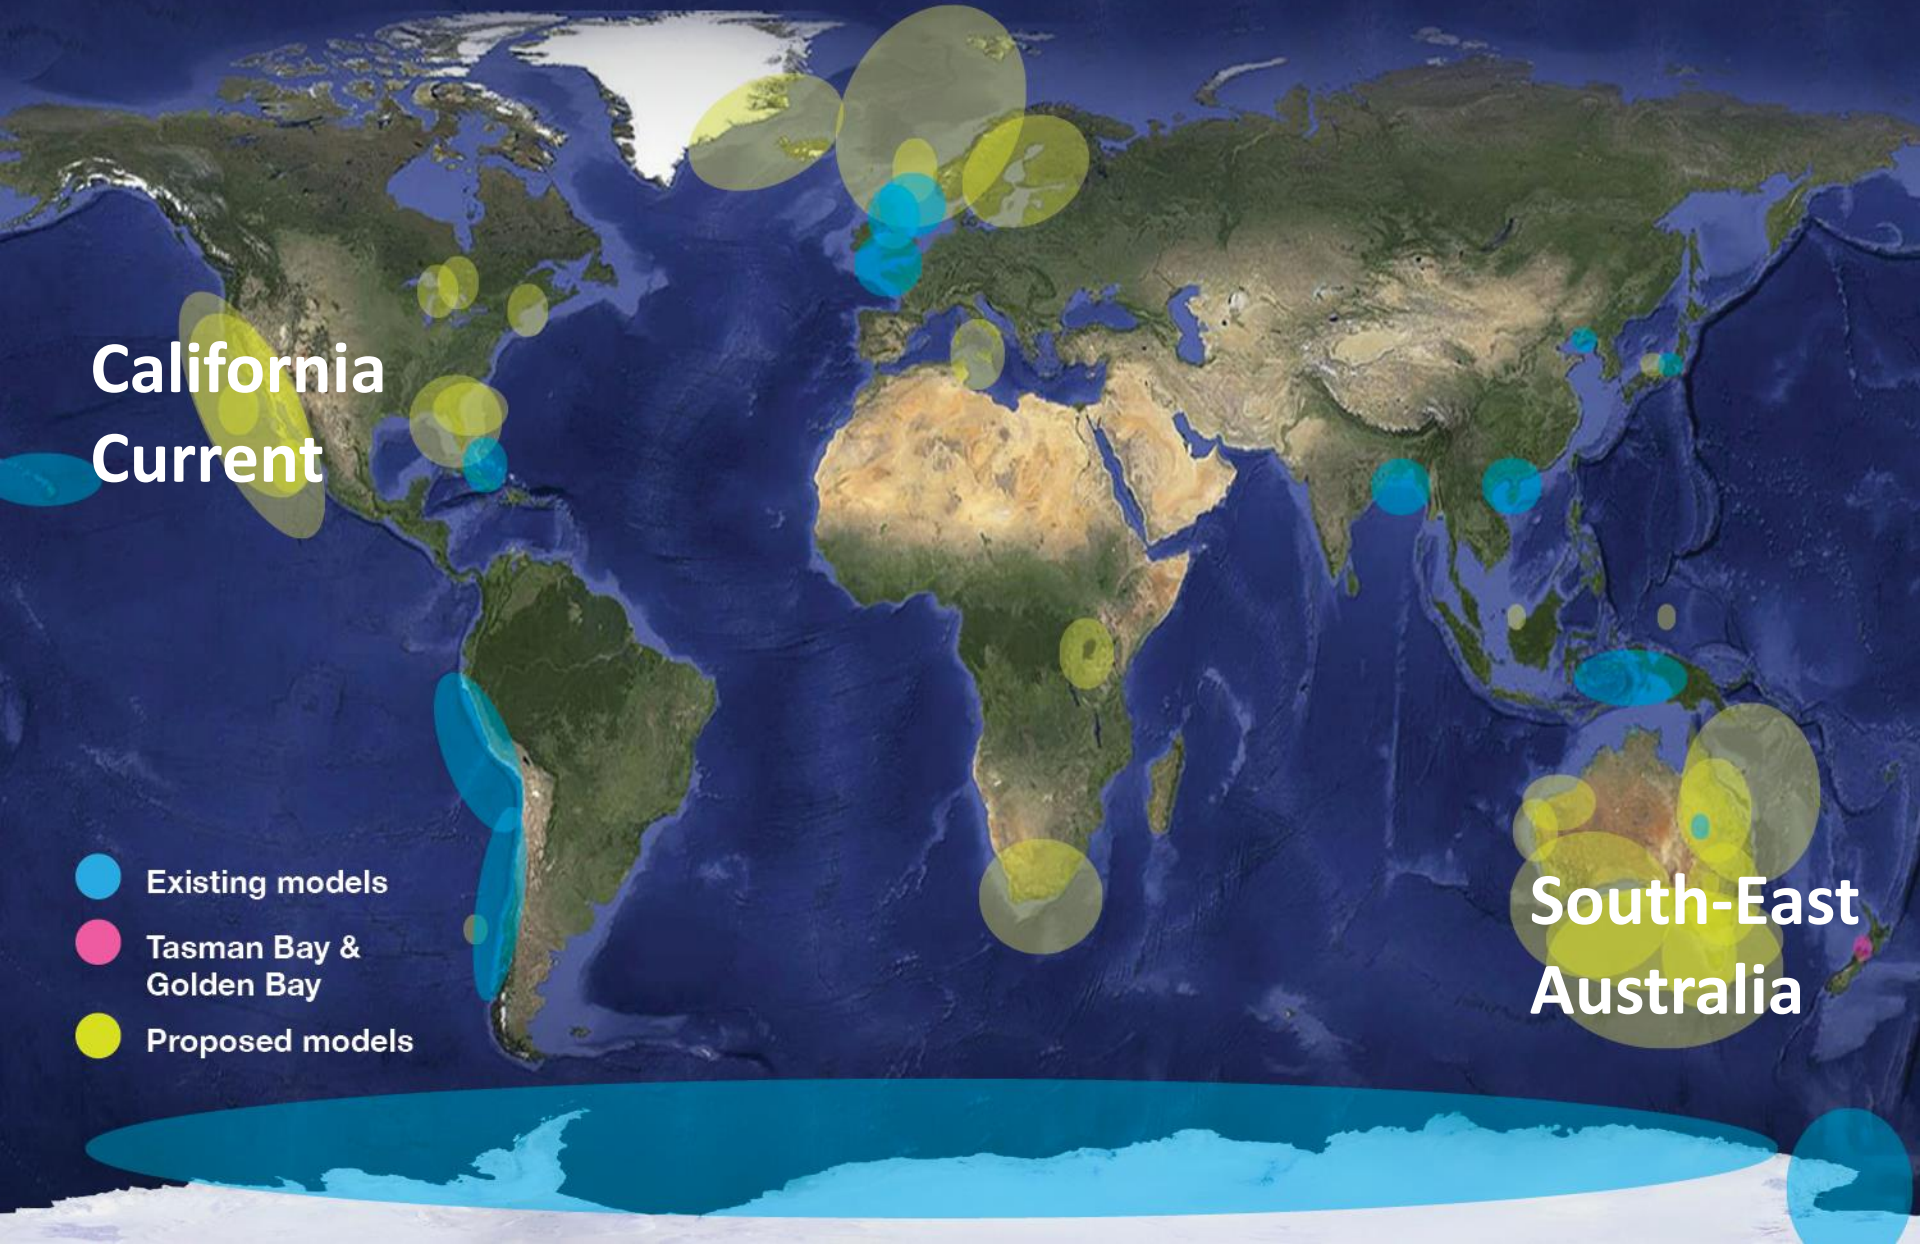 California
Current
Existing models
Tasman Bay &
Golden Bay
Proposed models
South-East
Australia